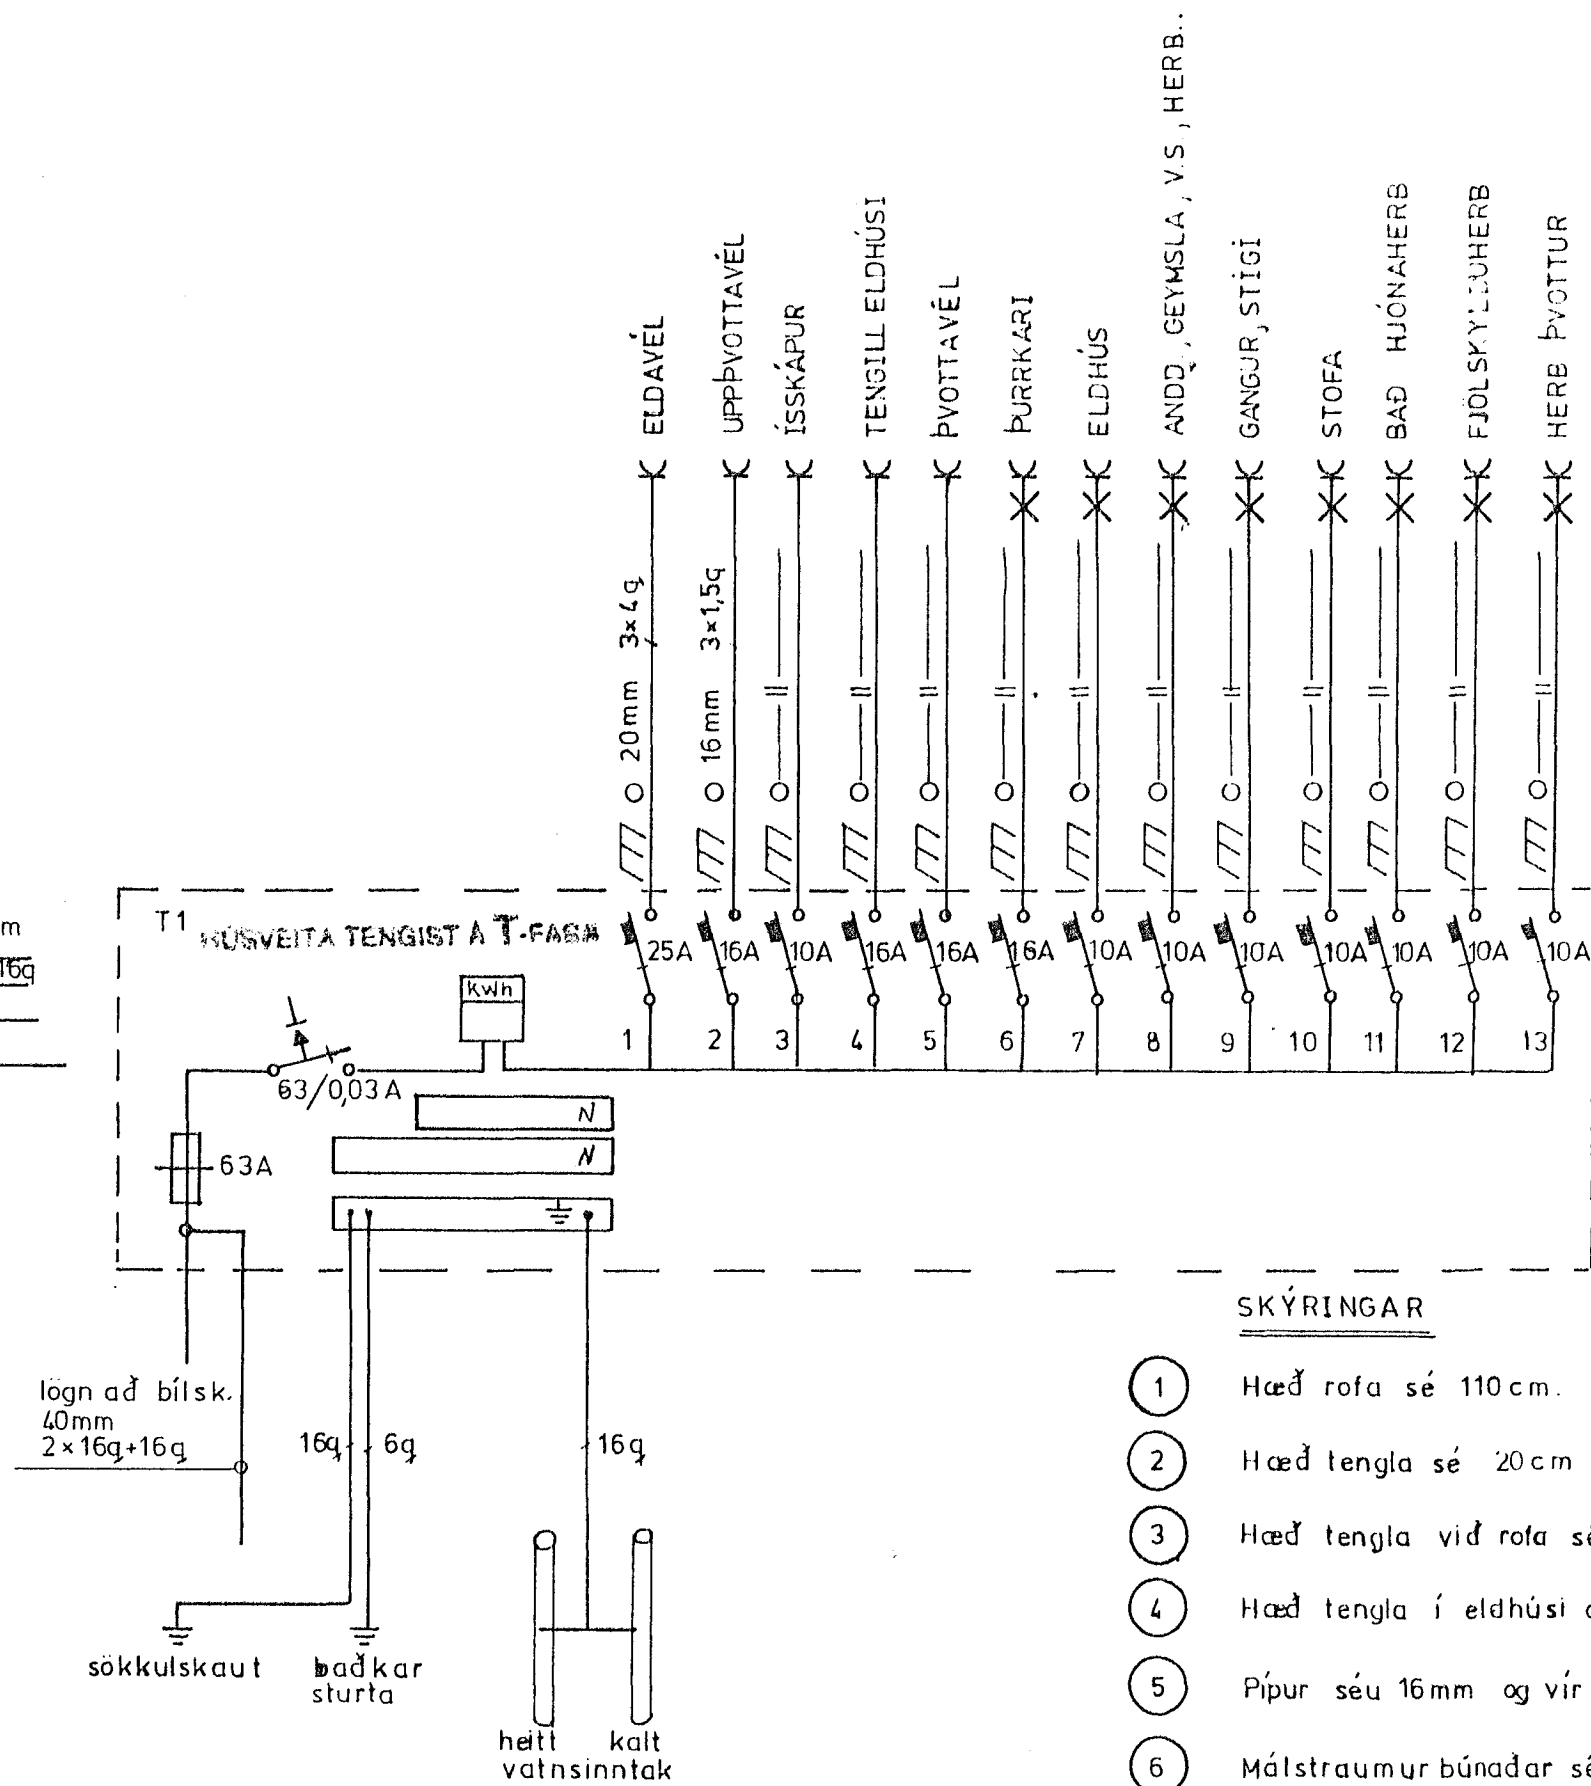 ELDAVÉL
UPPÞVOTTAVÉL
ÍSSKÁPUR
TENGILL ELDHÚSI
ÞVOTTAVÉL
ÞURRKARI
ELDHÚS
ANDD., GEYMSLA, V.S., HERB..
GANGUR, STIGI
STOFA
BAÐ HJÓNAHERB
FJÖLSKYLDUHERB
HERB ÞVOTTUR
20mm 3×4q
16mm 3×1,5q
m
16q
T1 HÚSVEITA TENGIST Á T-FASA
25A 16A 10A 16A 16A 16A 10A 10A 10A 10A 10A 10A 10A
KWh
1 2 3 4 5 6 7 8 9 10 11 12 13
63/0,03A
N
N
63A
lögn að bílsk.
40mm
2×16q+16q
16q 6q 16q
sökkulskaut
baðkar
sturta
heitt kalt
vatnsinntak
SKÝRINGAR
1 Hæð rofa sé 110cm.
2 Hæð tengla sé 20cm
3 Hæð tengla við rofa sé
4 Hæð tengla í eldhúsi
5 Pípur séu 16mm og vír
6 Málstraumur búnaðar sé